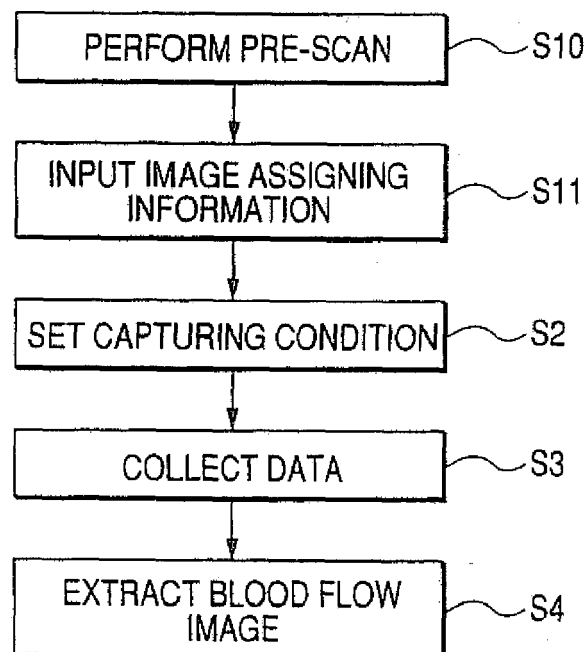 PERFORM PRE-SCAN
S10
INPUT IMAGE ASSIGNING
INFORMATION
S11
SET CAPTURING CONDITION
S2
COLLECT DATA
S3
EXTRACT BLOOD FLOW
IMAGE
S4